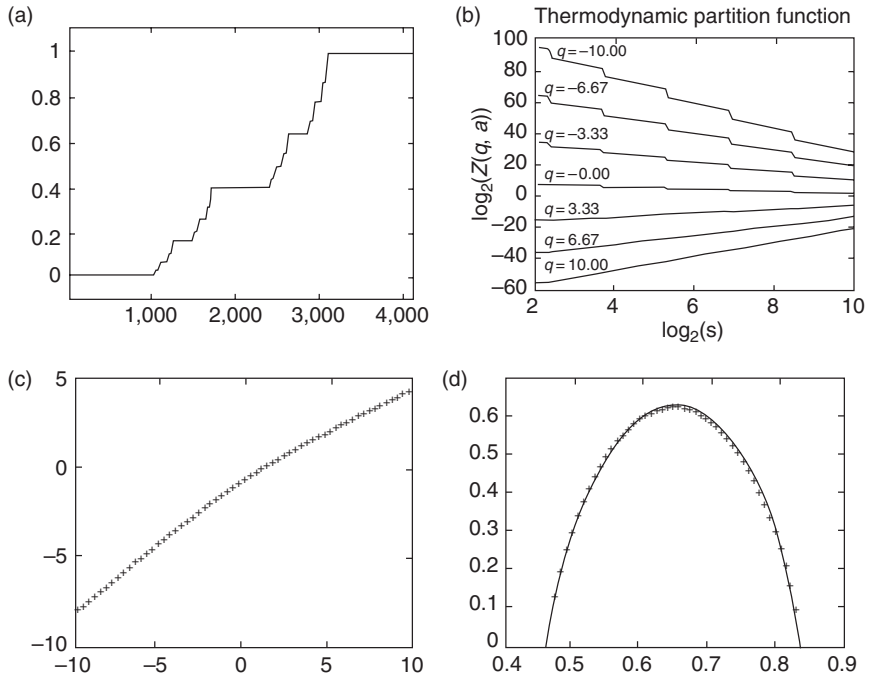 (a)
1
0.8
0.6
0.4
0.2
0
1,000 2,000 3,000 4,000
(b) Thermodynamic partition function
log2(Z(q, a))
100
80
60
40
20
0
−20
−40
−60
q=−10.00
q=−6.67
q=−3.33
q=−0.00
q=3.33
q=6.67
q=10.00
2 4 6 8 10
log2(s)
(c)
5
0
−5
−10
−10 −5 0 5 10
(d)
0.6
0.5
0.4
0.3
0.2
0.1
0
0.4 0.5 0.6 0.7 0.8 0.9